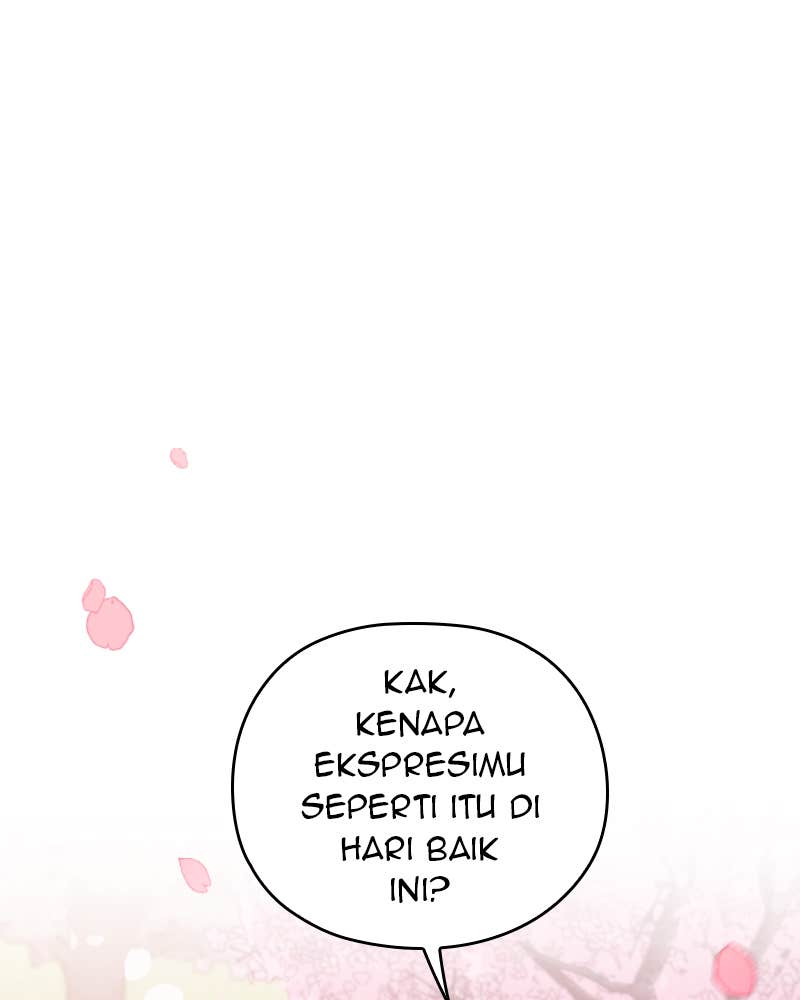 KAK,
KENAPA
EKSPRESIMU
SEPERTI ITU DI
HARI BAIK
INI?